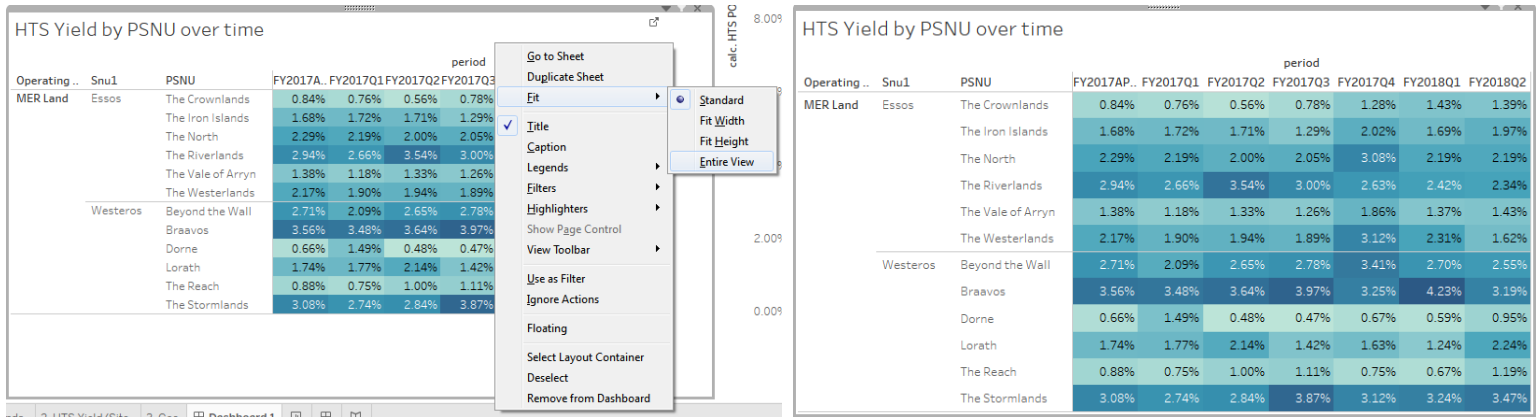 HTS Yield by PSNU over time
period
Operating .. Snu1 PSNU FY2017A.. FY2017Q1 FY2017Q2 FY2017Q3
MER Land Essos The Crownlands 0.84% 0.76% 0.56% 0.78%
The Iron Islands 1.68% 1.72% 1.71% 1.29%
The North 2.29% 2.19% 2.00% 2.05%
The Riverlands 2.94% 2.66% 3.54% 3.00%
The Vale of Arryn 1.38% 1.18% 1.33% 1.26%
The Westerlands 2.17% 1.90% 1.94% 1.89%
Westeros Beyond the Wall 2.71% 2.09% 2.65% 2.78%
Braavos 3.56% 3.48% 3.64% 3.97%
Dorne 0.66% 1.49% 0.48% 0.47%
Lorath 1.74% 1.77% 2.14% 1.42%
The Reach 0.88% 0.75% 1.00% 1.11%
The Stormlands 3.08% 2.74% 2.84% 3.87%
Go to Sheet
Duplicate Sheet
Fit
Title
Caption
Legends
Filters
Highlighters
Show Page Control
View Toolbar
Use as Filter
Ignore Actions
Floating
Select Layout Container
Deselect
Remove from Dashboard
Standard
Fit Width
Fit Height
Entire View
calc. HTS PO
8.00%
2.00%
0.00%
Dashboard 1
HTS Yield by PSNU over time
period
Operating .. Snu1 PSNU FY2017AP.. FY2017Q1 FY2017Q2 FY2017Q3 FY2017Q4 FY2018Q1 FY2018Q2
MER Land Essos The Crownlands 0.84% 0.76% 0.56% 0.78% 1.28% 1.43% 1.39%
The Iron Islands 1.68% 1.72% 1.71% 1.29% 2.02% 1.69% 1.97%
The North 2.29% 2.19% 2.00% 2.05% 3.08% 2.19% 2.19%
The Riverlands 2.94% 2.66% 3.54% 3.00% 2.63% 2.42% 2.34%
The Vale of Arryn 1.38% 1.18% 1.33% 1.26% 1.86% 1.37% 1.43%
The Westerlands 2.17% 1.90% 1.94% 1.89% 3.12% 2.31% 1.62%
Westeros Beyond the Wall 2.71% 2.09% 2.65% 2.78% 3.41% 2.70% 2.55%
Braavos 3.56% 3.48% 3.64% 3.97% 3.25% 4.23% 3.19%
Dorne 0.66% 1.49% 0.48% 0.47% 0.67% 0.59% 0.95%
Lorath 1.74% 1.77% 2.14% 1.42% 1.63% 1.24% 2.24%
The Reach 0.88% 0.75% 1.00% 1.11% 0.75% 0.67% 1.19%
The Stormlands 3.08% 2.74% 2.84% 3.87% 3.12% 3.24% 3.47%